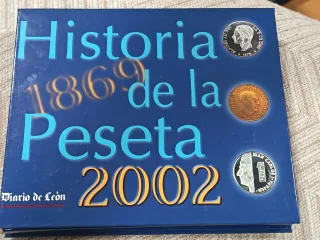 Historia
1869
de la
Peseta
2002
Diario de León